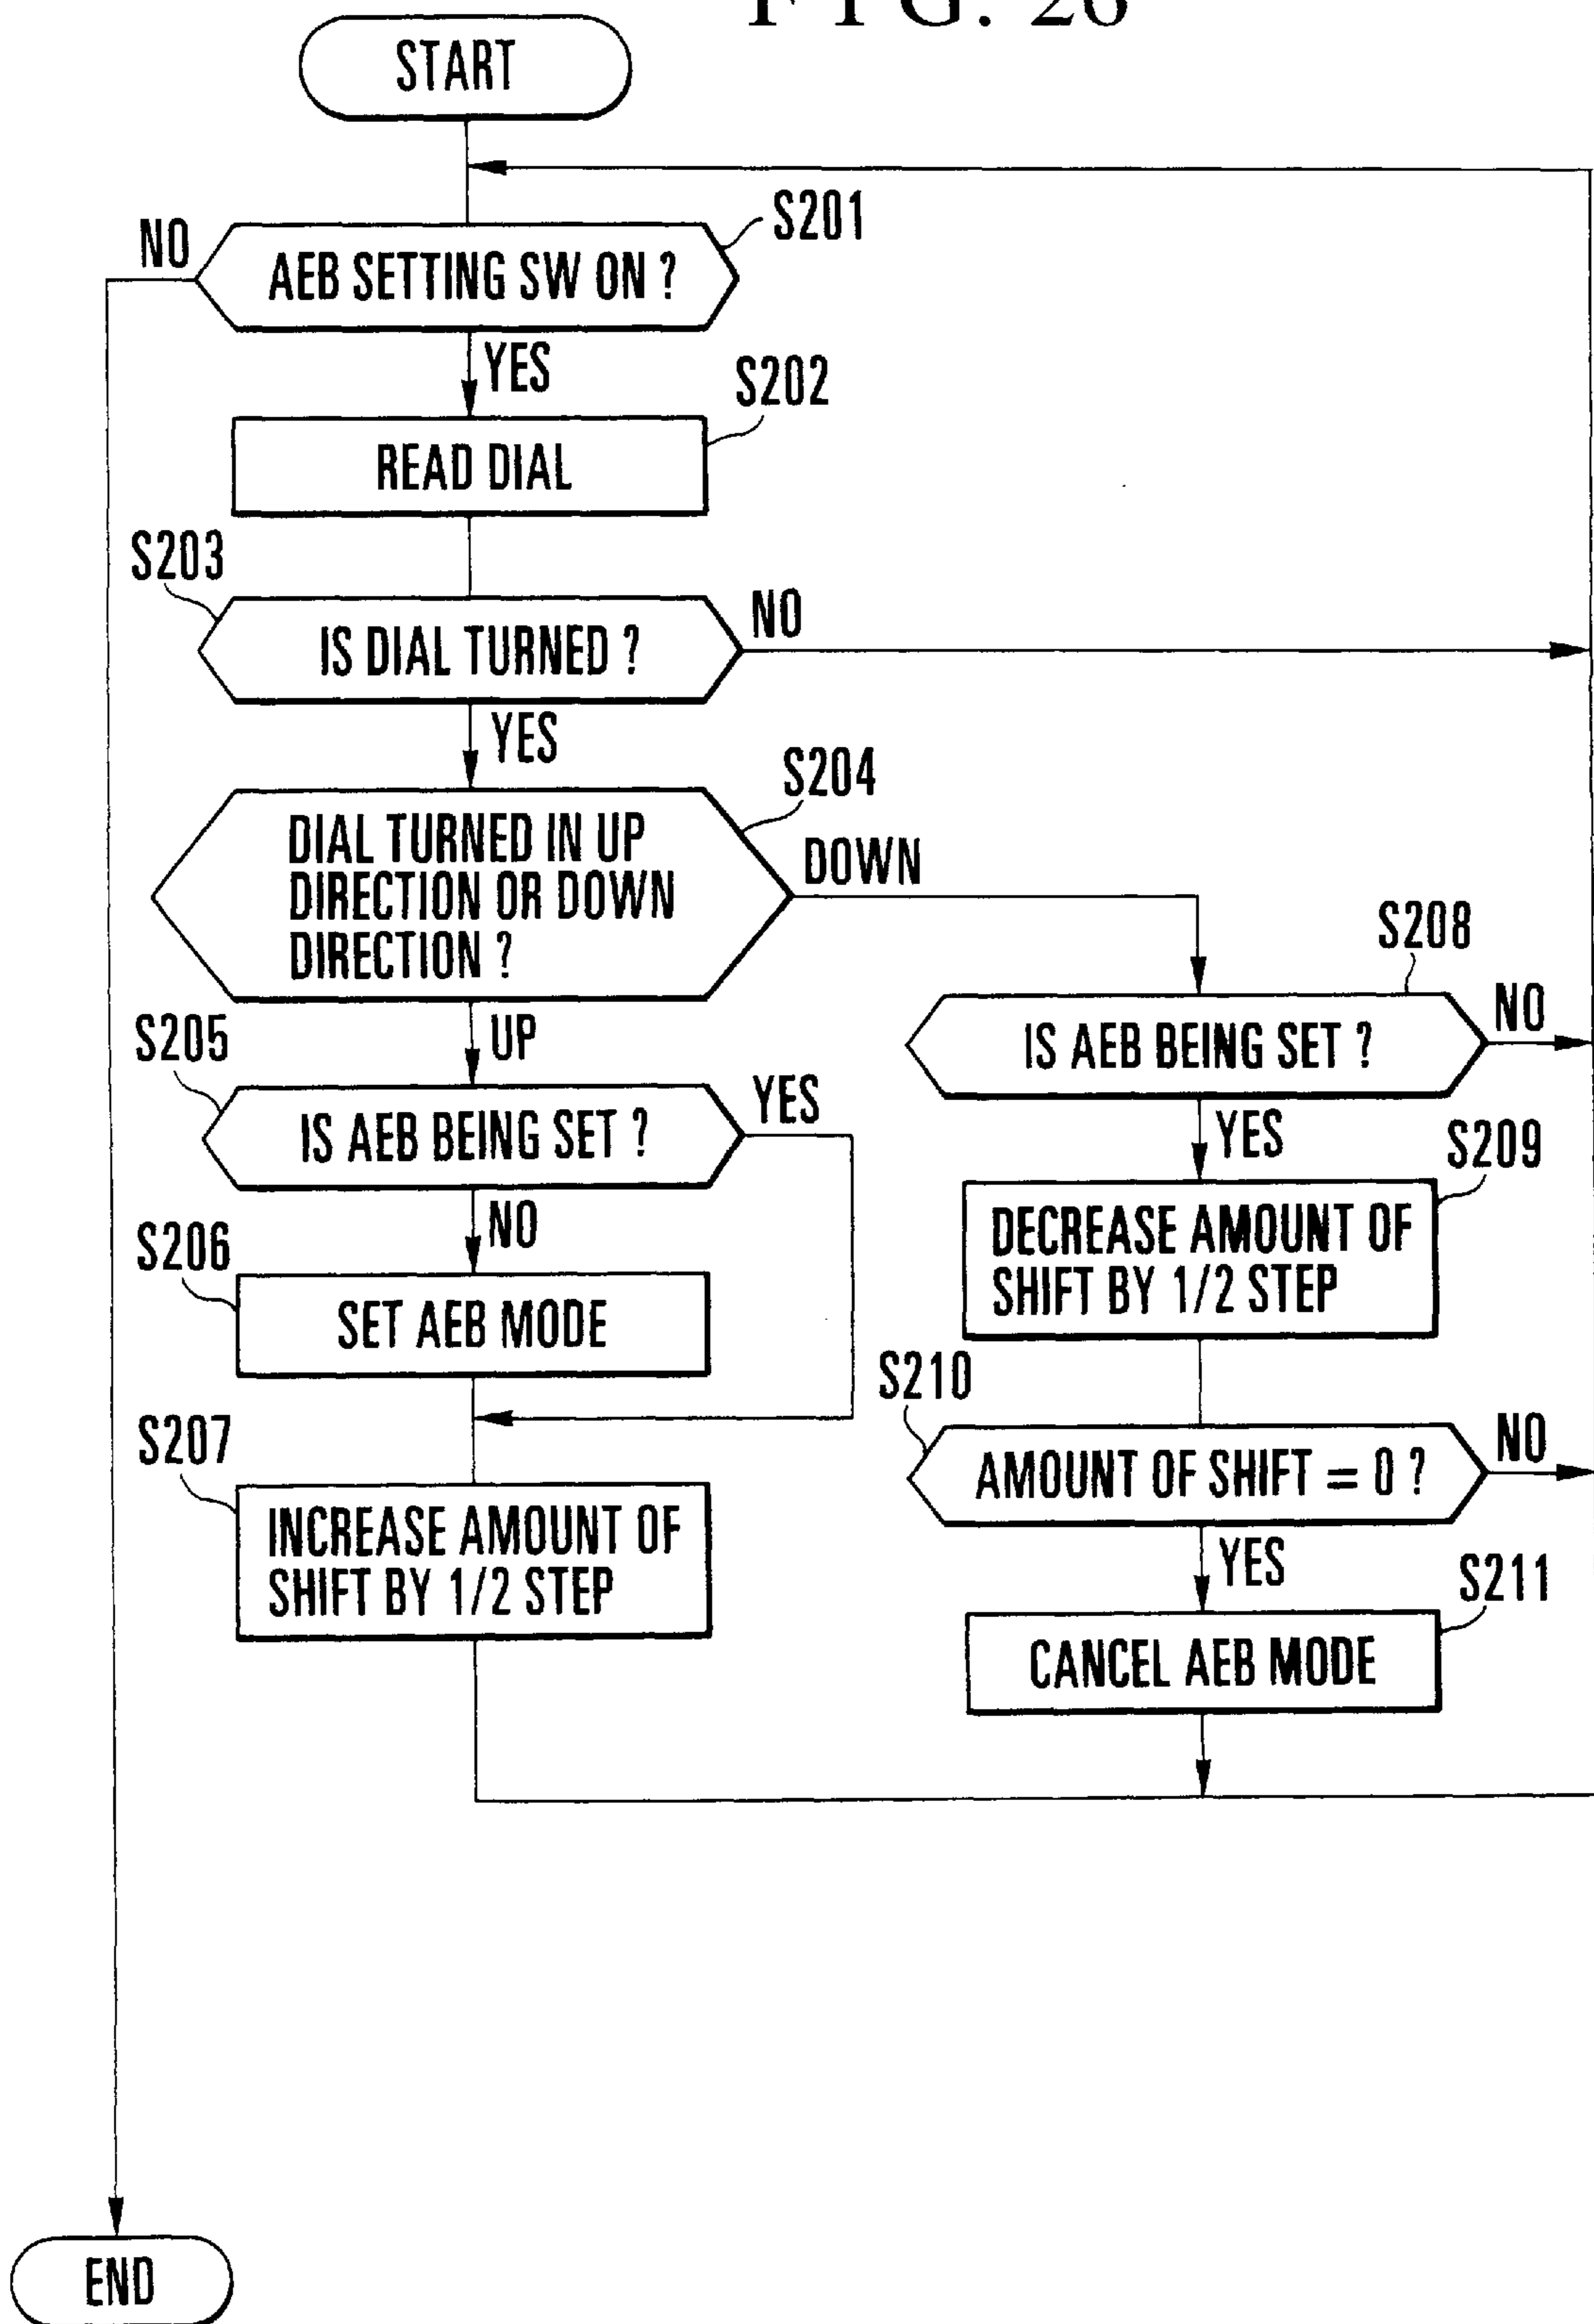 FIG. 26
START
S201
NO
AEB SETTING SW ON ?
YES
S202
READ DIAL
S203
IS DIAL TURNED ?
NO
YES
S204
DIAL TURNED IN UP
DIRECTION OR DOWN
DIRECTION ?
DOWN
UP
S208
IS AEB BEING SET ?
NO
S205
IS AEB BEING SET ?
YES
YES
S209
DECREASE AMOUNT OF
SHIFT BY 1/2 STEP
NO
S206
SET AEB MODE
S210
AMOUNT OF SHIFT = 0 ?
NO
S207
INCREASE AMOUNT OF
SHIFT BY 1/2 STEP
YES
S211
CANCEL AEB MODE
END